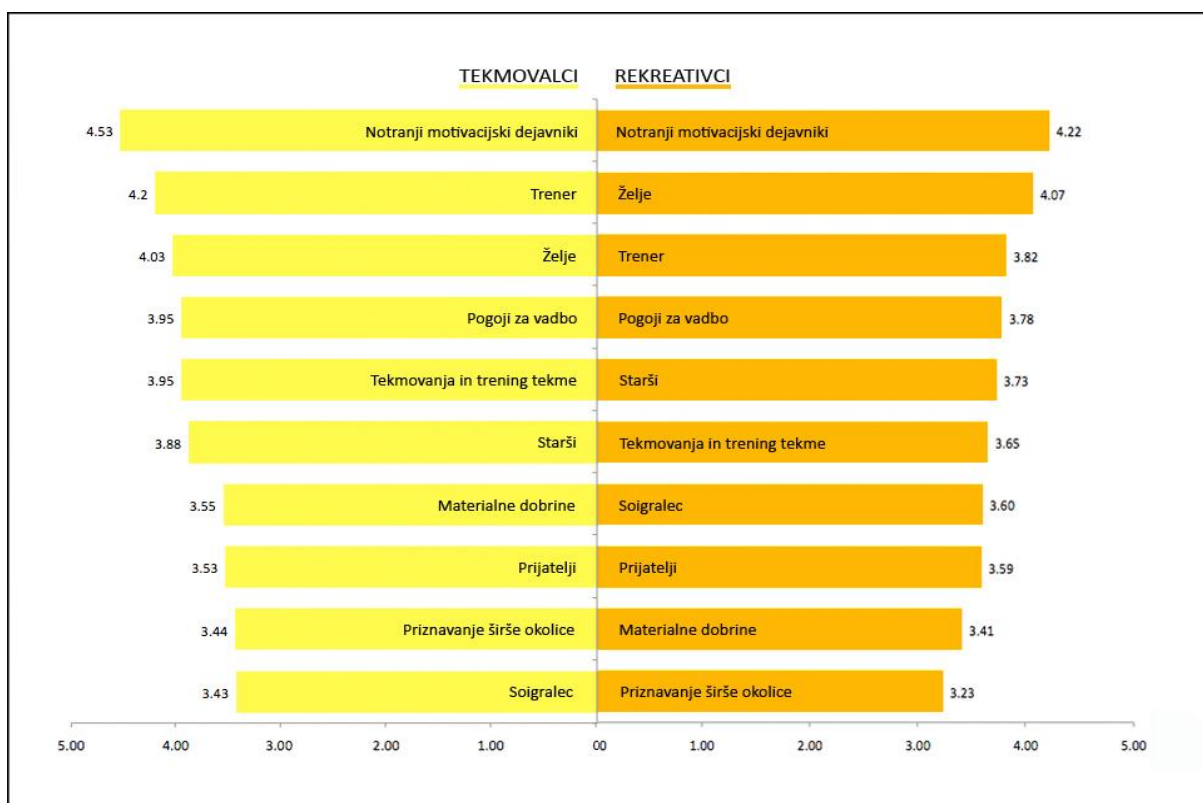 TEKMOVALCI REKREATIVCI
4.53 Notranji motivacijski dejavniki Notranji motivacijski dejavniki 4.22
4.2 Trener Želje 4.07
4.03 Želje Trener 3.82
3.95 Pogoji za vadbo Pogoji za vadbo 3.78
3.95 Tekmovanja in trening tekme Starši 3.73
3.88 Starši Tekmovanja in trening tekme 3.65
3.55 Materialne dobrine Soigralec 3.60
3.53 Prijatelji Prijatelji 3.59
3.44 Priznavanje širše okolice Materialne dobrine 3.41
3.43 Soigralec Priznavanje širše okolice 3.23
5.00 4.00 3.00 2.00 1.00 00 1.00 2.00 3.00 4.00 5.00